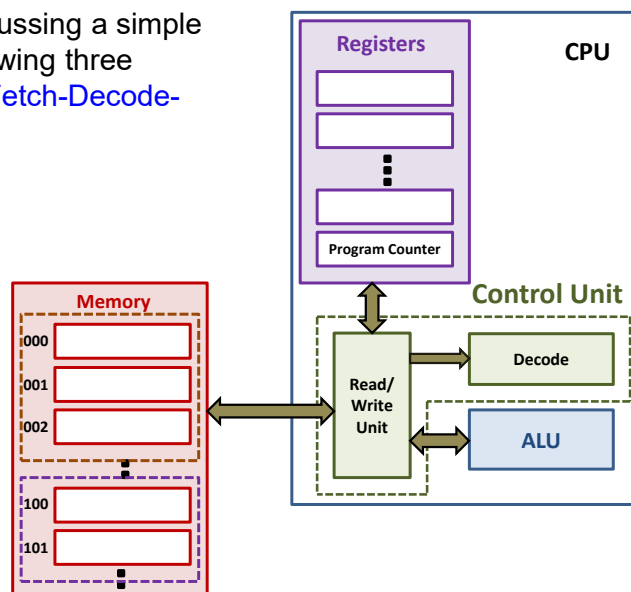 ussing a simple
wing three
etch-Decode-
Registers
CPU
Program Counter
Control Unit
Memory
000
001
002
100
101
Read/
Write
Unit
Decode
ALU